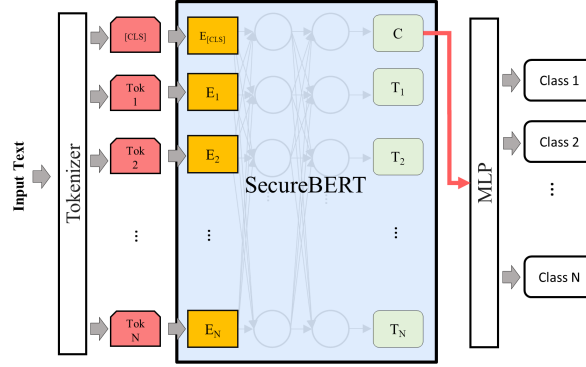 Input Text
Tokenizer
[CLS]
Tok
1
Tok
2
...
Tok
N
E[CLS]
E1
E2
...
EN
SecureBERT
C
T1
T2
...
TN
MLP
Class 1
Class 2
...
Class N